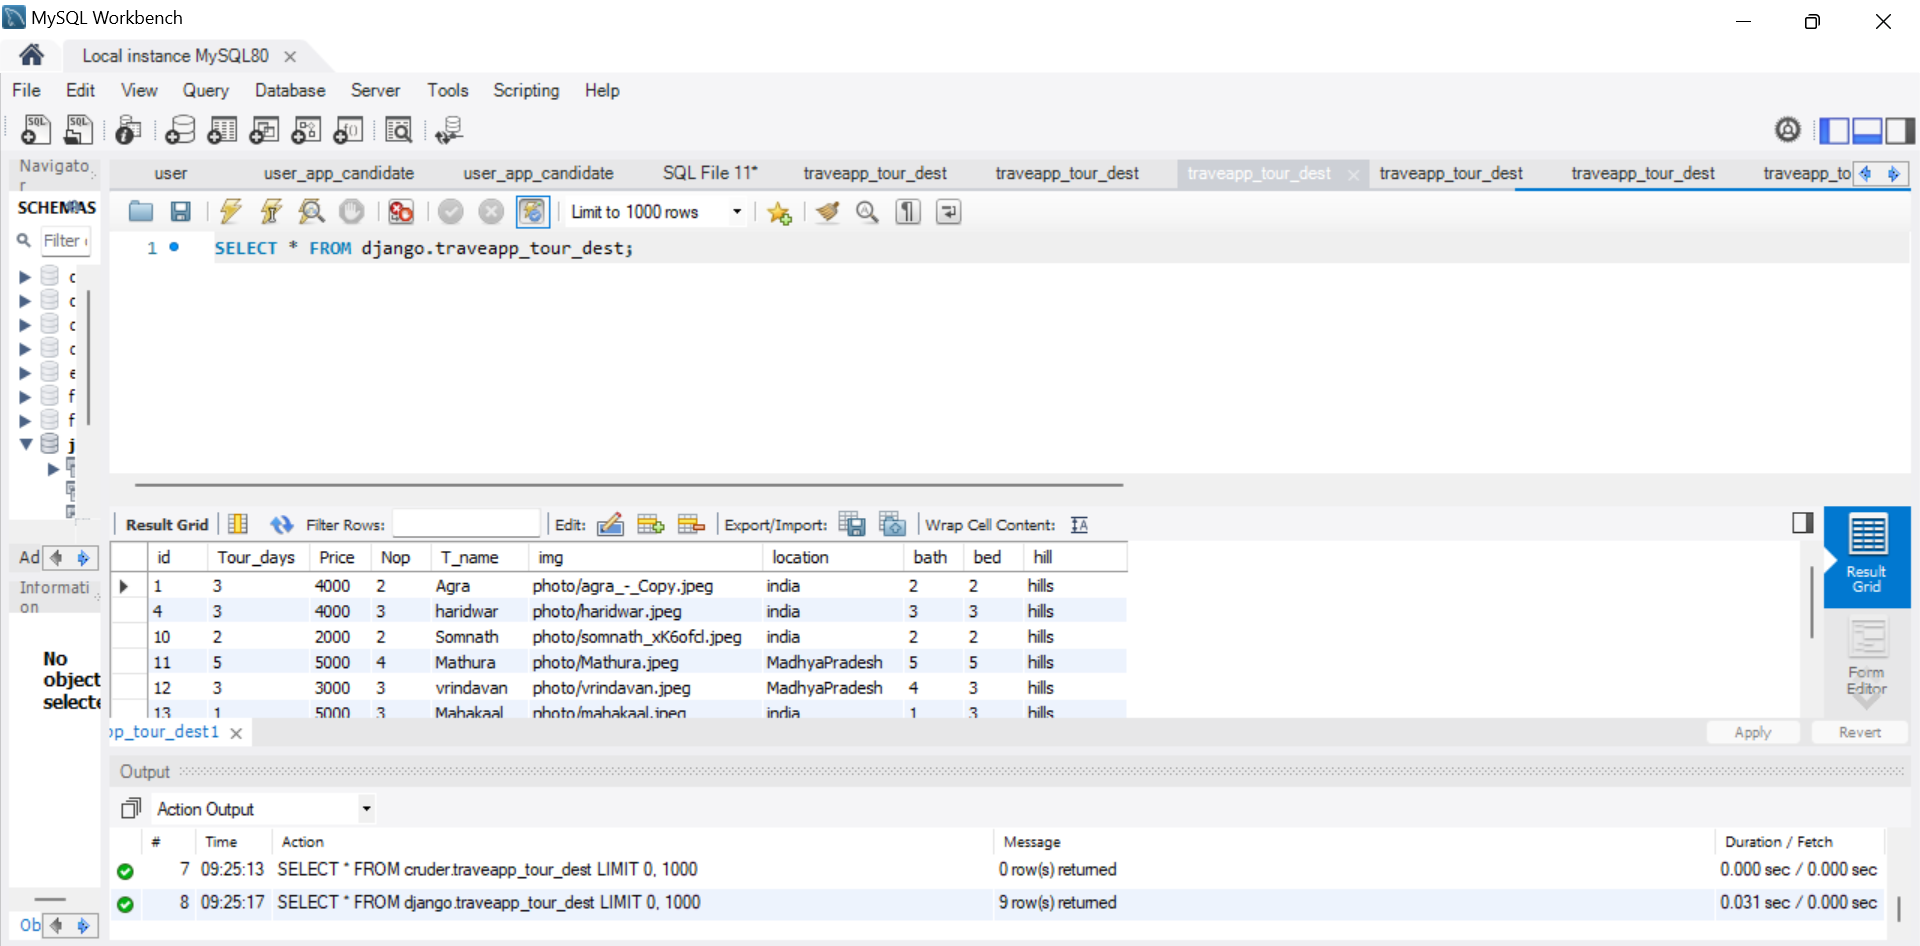 MySQL Workbench
Local instance MySQL80
File Edit View Query Database Server Tools Scripting Help
Navigato
r
user user_app_candidate user_app_candidate SQL File 11* traveapp_tour_dest traveapp_tour_dest traveapp_tour_dest traveapp_tour_dest traveapp_tour_dest traveapp_to
SCHEMAS
Limit to 1000 rows
Filter
1 SELECT * FROM django.traveapp_tour_dest;
e
f
f
j
Result Grid Filter Rows: Edit: Export/Import: Wrap Cell Content:
Ad
id Tour_days Price Nop T_name img location bath bed hill
1 3 4000 2 Agra photo/agra_-_Copy.jpeg india 2 2 hills
4 3 4000 3 haridwar photo/haridwar.jpeg india 3 3 hills
10 2 2000 2 Somnath photo/somnath_xK6ofcl.jpeg india 2 2 hills
11 5 5000 4 Mathura photo/Mathura.jpeg MadhyaPradesh 5 5 hills
12 3 3000 3 vrindavan photo/vrindavan.jpeg MadhyaPradesh 4 3 hills
13 1 5000 3 Mahakaal photo/mahakaal.jpeg india 1 3 hills
Result
Grid
Form
Editor
Informati
on
No
object
selecte
pp_tour_dest1
Apply Revert
Output
Action Output
# Time Action Message Duration / Fetch
7 09:25:13 SELECT * FROM cruder.traveapp_tour_dest LIMIT 0, 1000 0 row(s) returned 0.000 sec / 0.000 sec
8 09:25:17 SELECT * FROM django.traveapp_tour_dest LIMIT 0, 1000 9 row(s) returned 0.031 sec / 0.000 sec
Ob